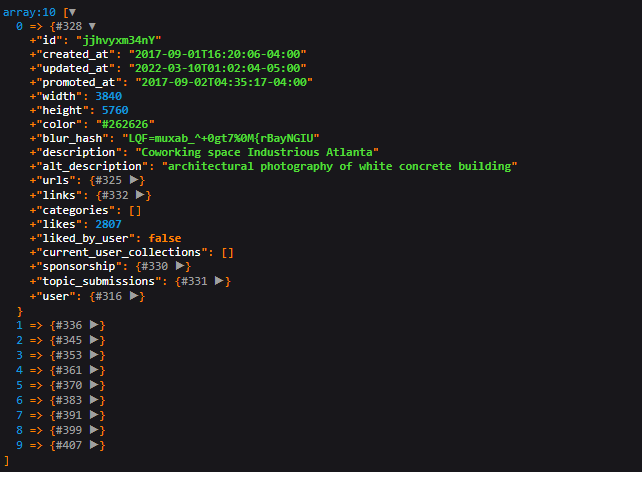 array:10 [▼
0 => {#328 ▼
+"id": "jjhvyxm34nY"
+"created_at": "2017-09-01T16:20:06-04:00"
+"updated_at": "2022-03-10T01:02:04-05:00"
+"promoted_at": "2017-09-02T04:35:17-04:00"
+"width": 3840
+"height": 5760
+"color": "#262626"
+"blur_hash": "LQF=muxab_^+0gt7%0M{rBayNGIU"
+"description": "Coworking space Industrious Atlanta"
+"alt_description": "architectural photography of white concrete building"
+"urls": {#325 ▶}
+"links": {#332 ▶}
+"categories": []
+"likes": 2807
+"liked_by_user": false
+"current_user_collections": []
+"sponsorship": {#330 ▶}
+"topic_submissions": {#331 ▶}
+"user": {#316 ▶}
}
1 => {#336 ▶}
2 => {#345 ▶}
3 => {#353 ▶}
4 => {#361 ▶}
5 => {#370 ▶}
6 => {#383 ▶}
7 => {#391 ▶}
8 => {#399 ▶}
9 => {#407 ▶}
]